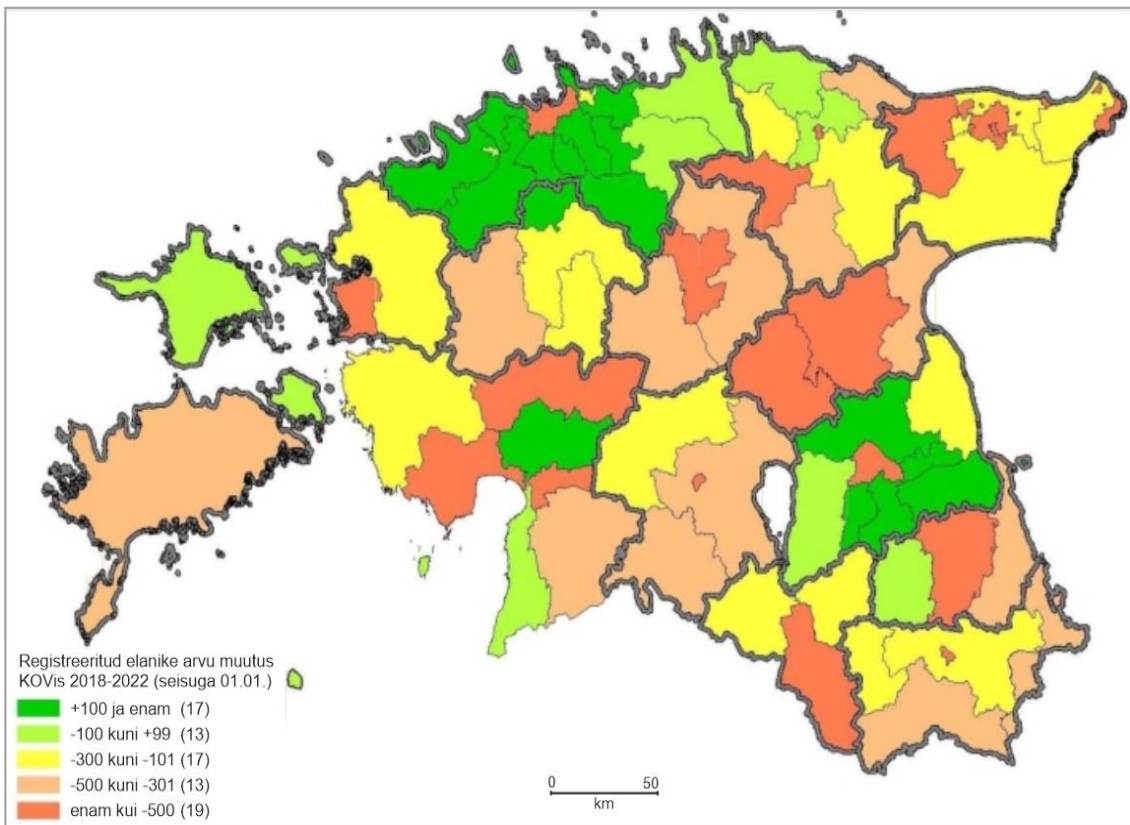 Registreeritud elanike arvu muutus
KOVis 2018-2022 (seisuga 01.01.)
+100 ja enam (17)
-100 kuni +99 (13)
-300 kuni -101 (17)
-500 kuni -301 (13)
enam kui -500 (19)
0 50
km